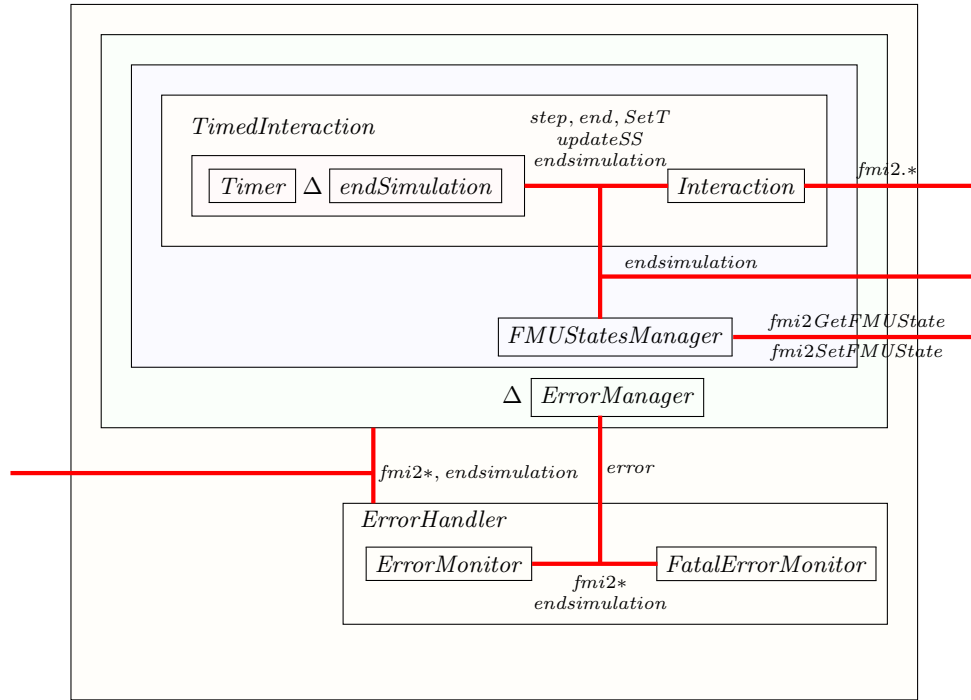 TimedInteraction
step, end, SetT
updateSS
endsimulation
Timer Δ endSimulation
Interaction
fmi2.*
endsimulation
FMUStatesManager
fmi2GetFMUState
fmi2SetFMUState
Δ ErrorManager
fmi2*, endsimulation
error
ErrorHandler
ErrorMonitor
FatalErrorMonitor
fmi2*
endsimulation